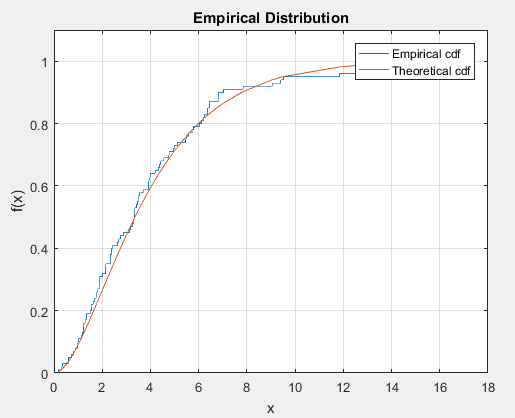 Empirical Distribution
Empirical cdf
Theoretical cdf
f(x)
1
0.8
0.6
0.4
0.2
0
0 2 4 6 8 10 12 14 16 18
x